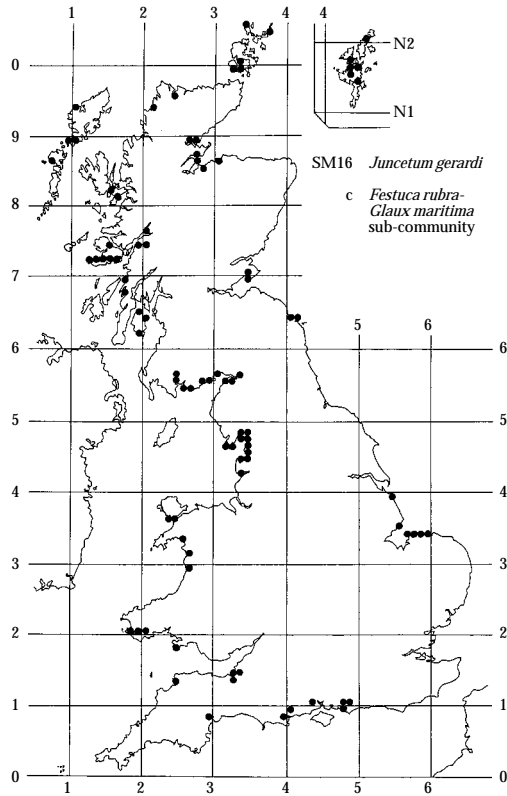 1 2 3 4 4
N2
0
N1
9
SM16 Juncetum gerardi
c Festuca rubra-
Glaux maritima
sub-community
8
7
5 6
6 6
5 5
4 4
3 3
2 2
1 1
0 0
1 2 3 4 5 6